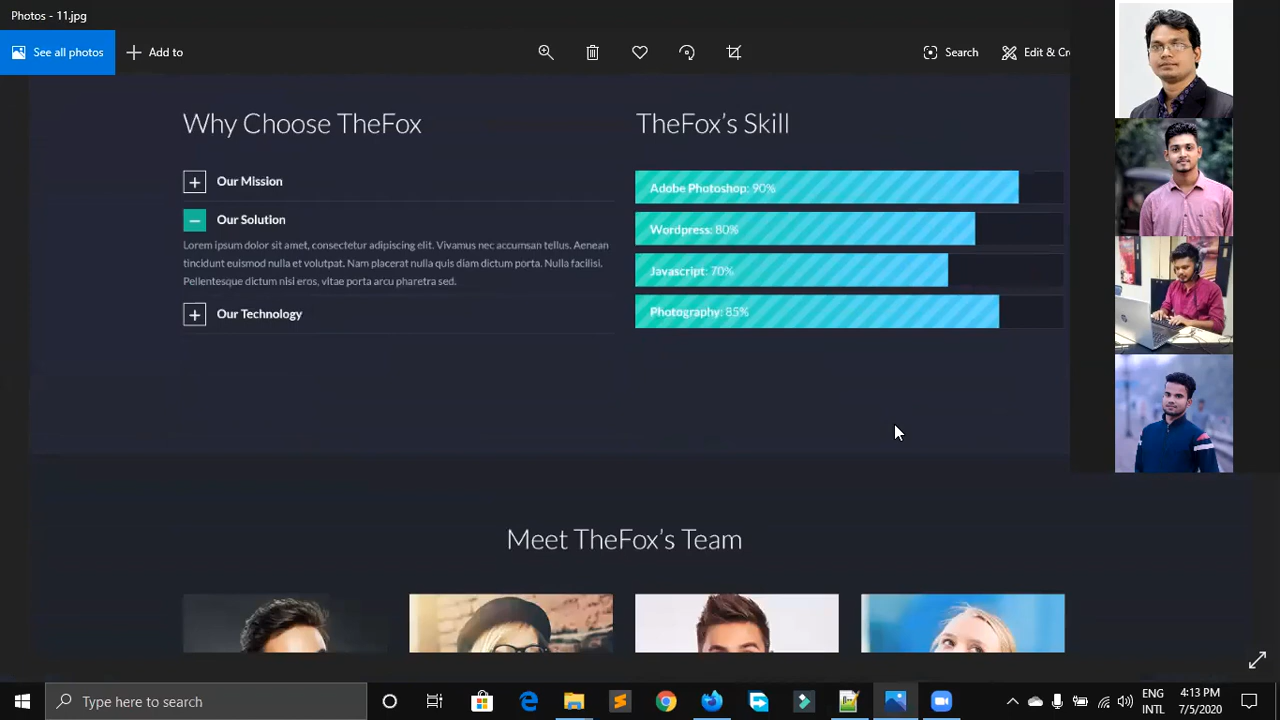 Photos - 11.jpg
See all photos
Add to
Search
Edit & Cr
Why Choose TheFox
Our Mission
Our Solution
Lorem ipsum dolor sit amet, consectetur adipiscing elit. Vivamus nec accumsan tellus. Aenean
tincidunt euismod nulla et volutpat. Nam placerat nulla quis diam dictum porta. Nulla facilisi.
Pellentesque dictum nisl eros, vitae porta arcu pharetra sed.
Our Technology
TheFox's Skill
Adobe Photoshop: 90%
Wordpress: 80%
Javascript: 70%
Photography: 85%
Meet TheFox's Team
Type here to search
ENG
INTL
4:13 PM
7/5/2020